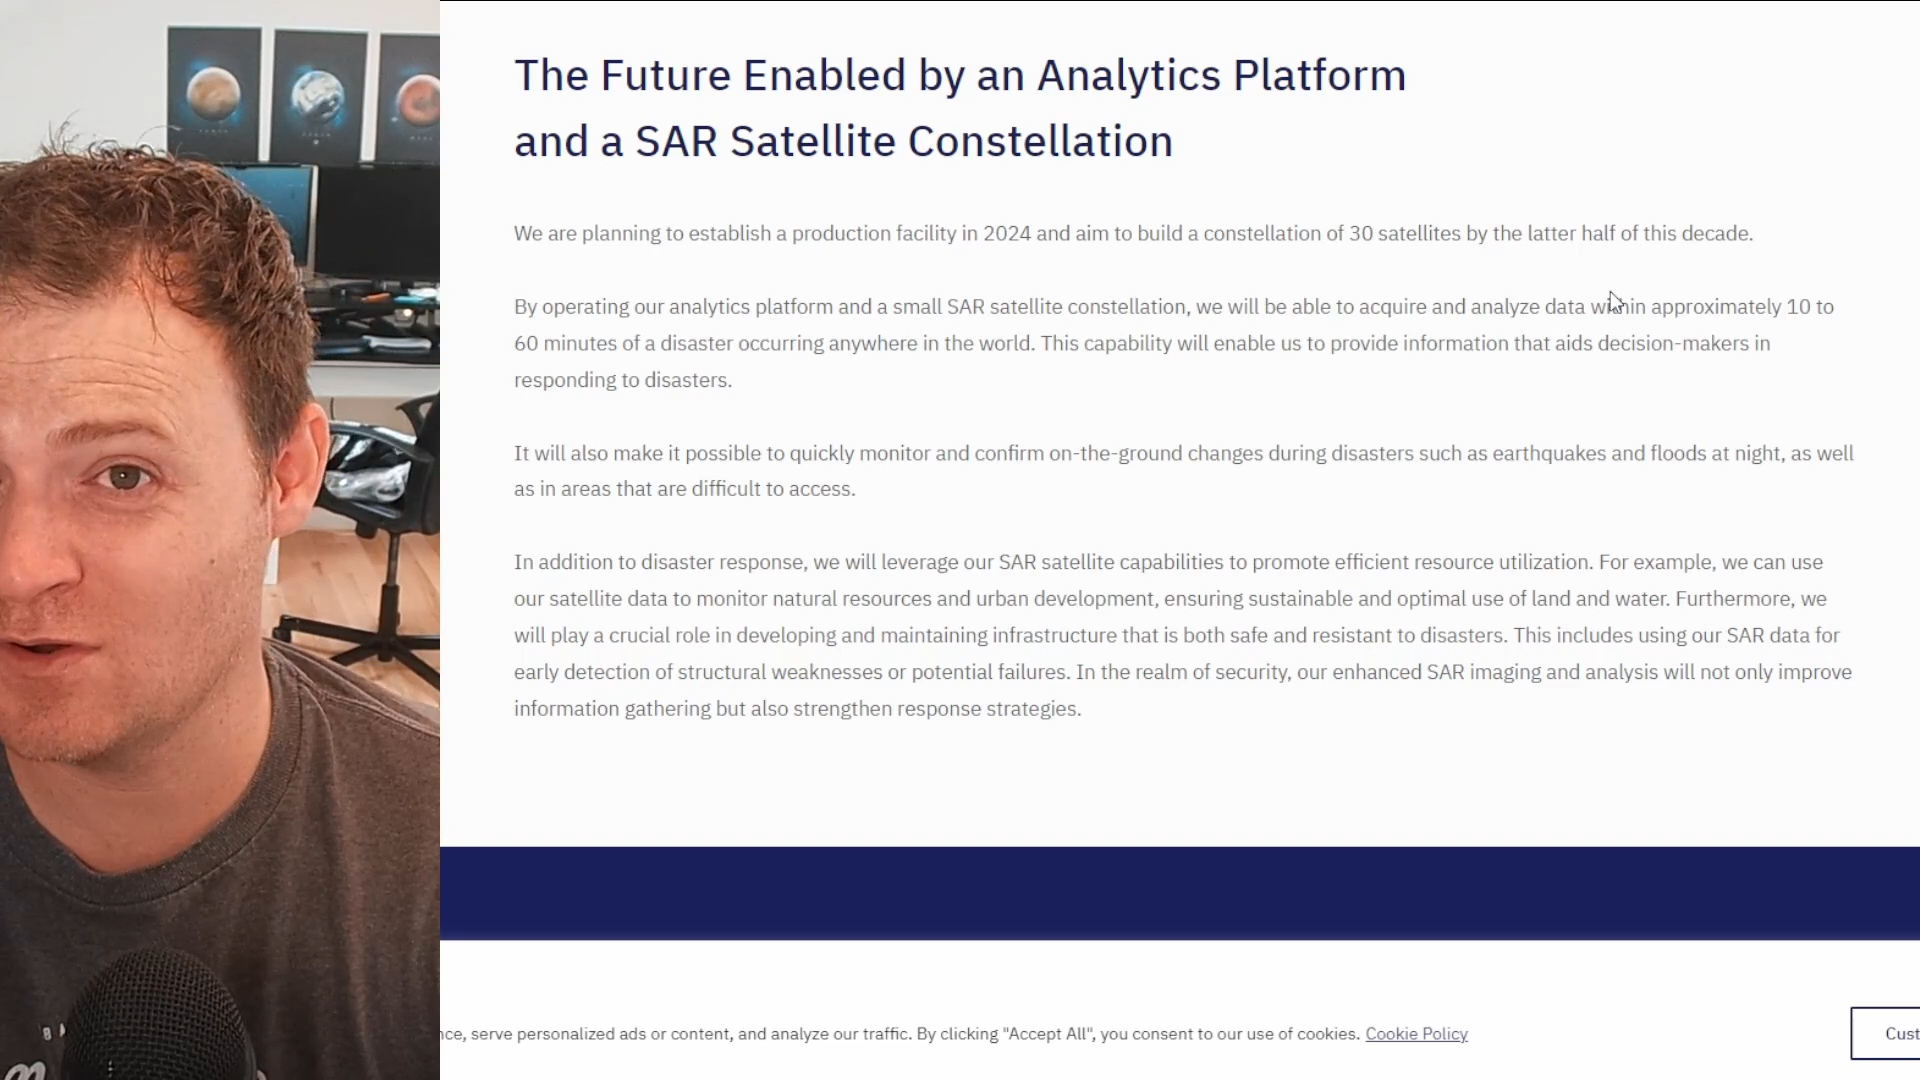 The Future Enabled by an Analytics Platform
and a SAR Satellite Constellation
We are planning to establish a production facility in 2024 and aim to build a constellation of 30 satellites by the latter half of this decade.
By operating our analytics platform and a small SAR satellite constellation, we will be able to acquire and analyze data within approximately 10 to
60 minutes of a disaster occurring anywhere in the world. This capability will enable us to provide information that aids decision-makers in
responding to disasters.
It will also make it possible to quickly monitor and confirm on-the-ground changes during disasters such as earthquakes and floods at night, as well
as in areas that are difficult to access.
In addition to disaster response, we will leverage our SAR satellite capabilities to promote efficient resource utilization. For example, we can use
our satellite data to monitor natural resources and urban development, ensuring sustainable and optimal use of land and water. Furthermore, we
will play a crucial role in developing and maintaining infrastructure that is both safe and resistant to disasters. This includes using our SAR data for
early detection of structural weaknesses or potential failures. In the realm of security, our enhanced SAR imaging and analysis will not only improve
information gathering but also strengthen response strategies.
nce, serve personalized ads or content, and analyze our traffic. By clicking "Accept All", you consent to our use of cookies. Cookie Policy
Cust